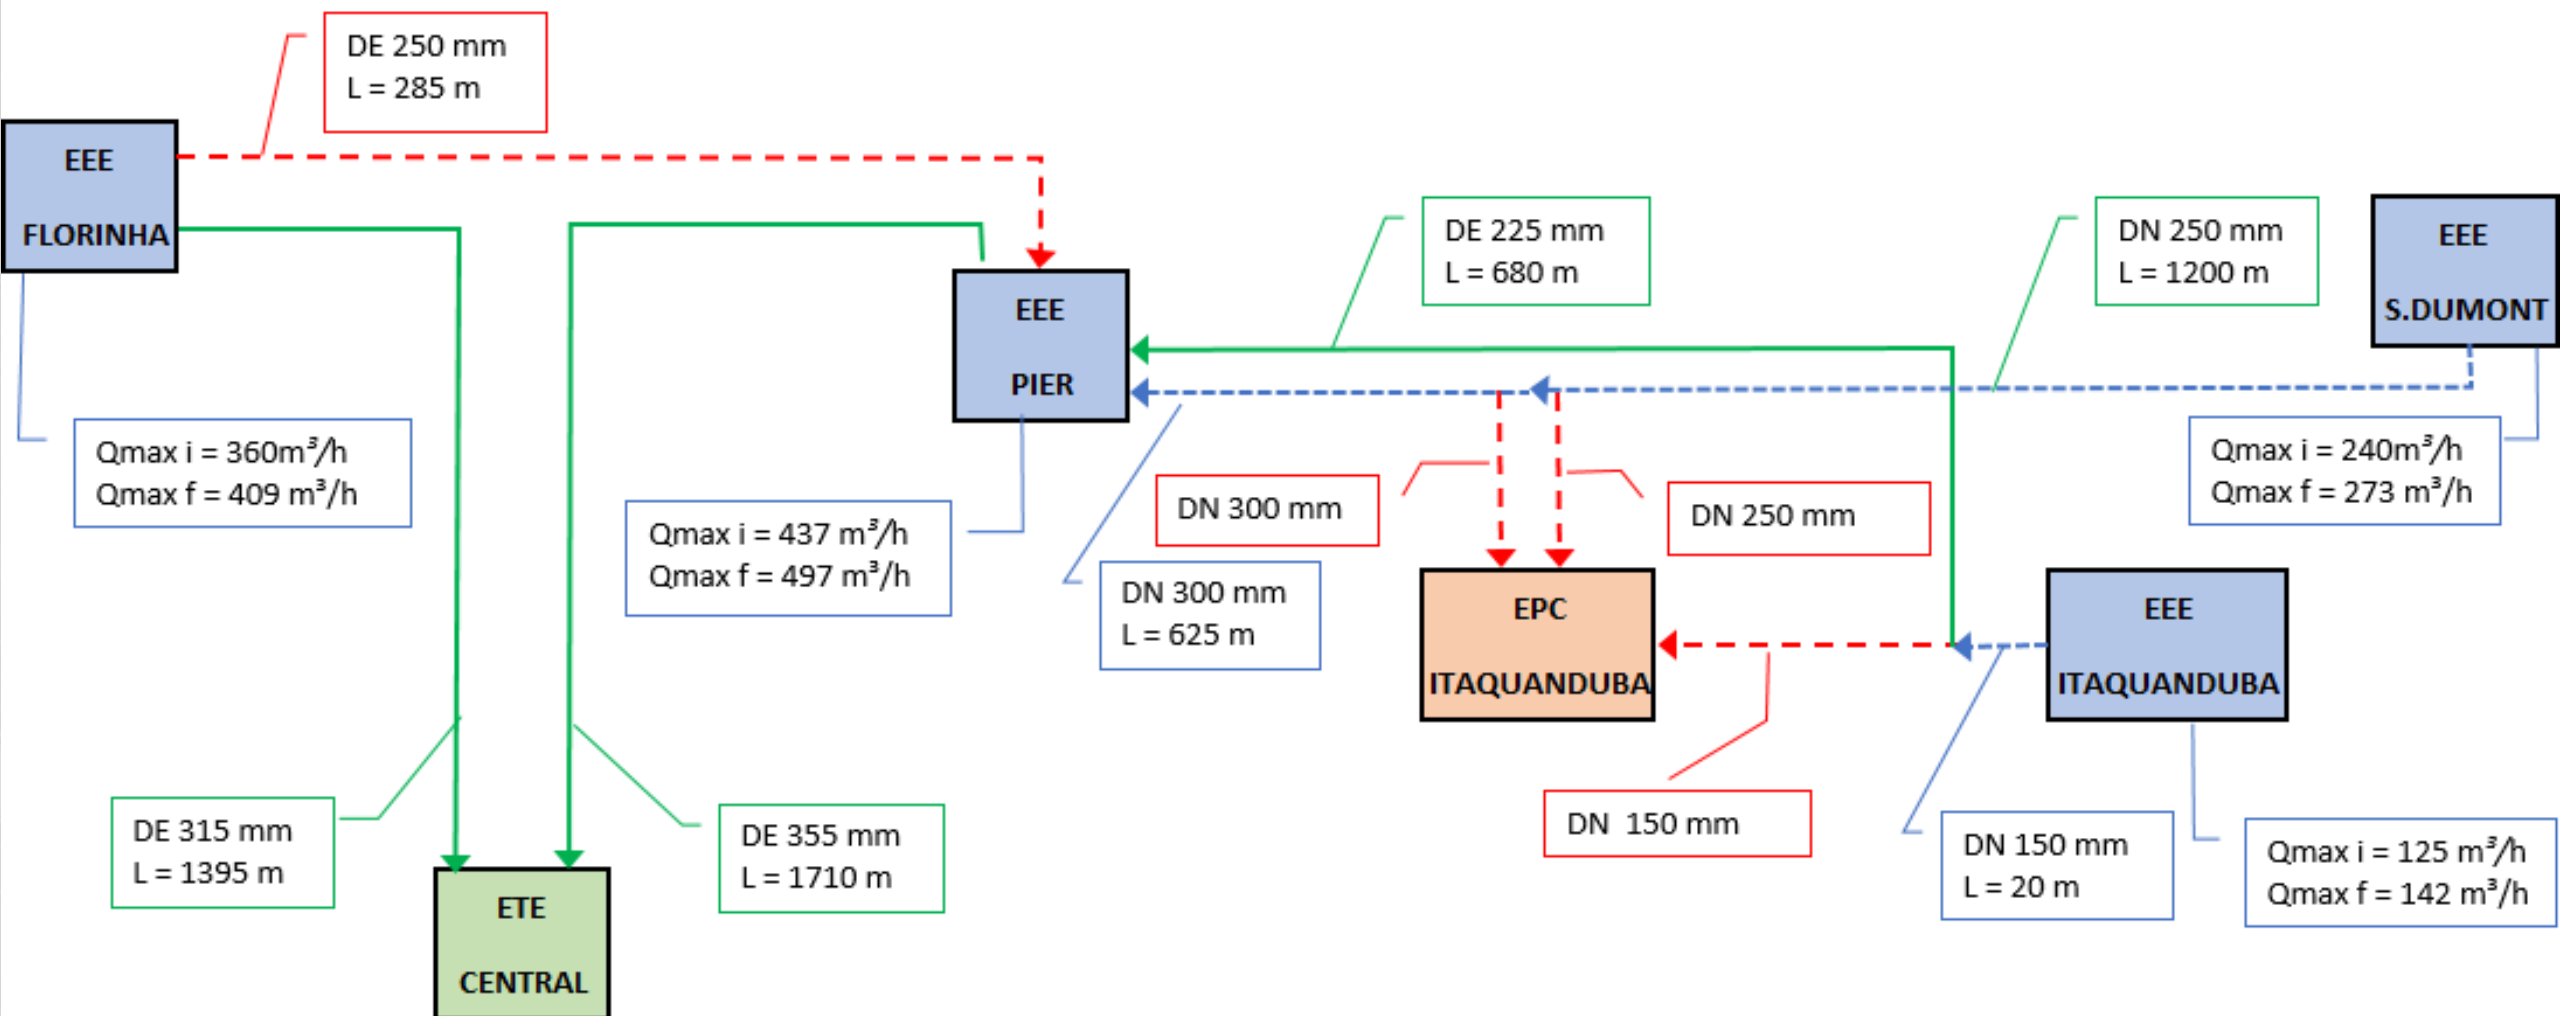 DE 250 mm
L = 285 m
EEE
FLORINHA
DE 225 mm
L = 680 m
DN 250 mm
L = 1200 m
EEE
S.DUMONT
EEE
PIER
Qmax i = 360m³/h
Qmax f = 409 m³/h
Qmax i = 437 m³/h
Qmax f = 497 m³/h
DN 300 mm
DN 250 mm
Qmax i = 240m³/h
Qmax f = 273 m³/h
DN 300 mm
L = 625 m
EPC
ITAQUANDUBA
EEE
ITAQUANDUBA
DE 315 mm
L = 1395 m
DE 355 mm
L = 1710 m
DN  150 mm
DN 150 mm
L = 20 m
Qmax i = 125 m³/h
Qmax f = 142 m³/h
ETE
CENTRAL